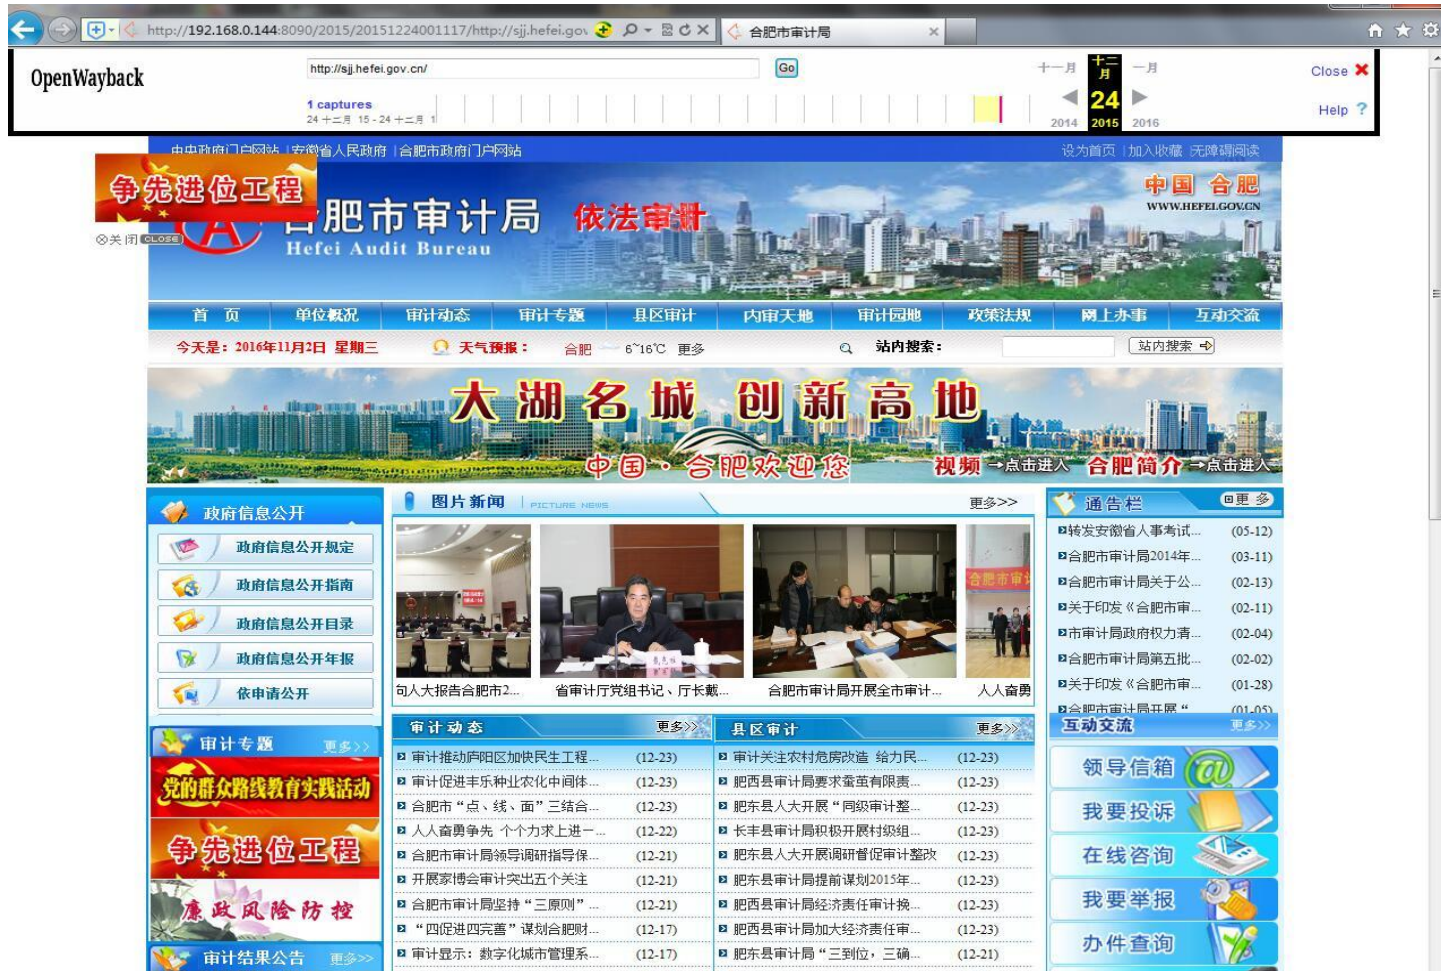 http://192.168.0.144:8090/2015/20151224001117/http://sjj.hefei.gov
合肥市审计局
OpenWayback
http://sjj.hefei.gov.cn/
Go
十一月
十二月
一月
Close
1 captures
24 十二月 15 - 24 十二月 1
24
2014
2015
2016
Help ?
中央政府门户网站 | 安徽省人民政府 | 合肥市政府门户网站
设为首页 | 加入收藏 | 无障碍阅读
争先进位工程
关闭 CLOSE
合肥市审计局
Hefei Audit Bureau
依法审计
中国 合肥
WWW.HEFEI.GOV.CN
首 页 单位概况 审计动态 审计专题 县区审计 内审天地 审计园地 政策法规 网上办事 互动交流
今天是：2016年11月2日 星期三
天气预报：
合肥 6~16℃ 更多
站内搜索：
站内搜索
大湖名城 创新高地
中国·合肥欢迎您
视频→点击进入 合肥简介→点击进入
政府信息公开
政府信息公开规定
政府信息公开指南
政府信息公开目录
政府信息公开年报
依申请公开
图片新闻
PICTURE NEWS
更多>>
合肥市审
句人大报告合肥市2...
省审计厅党组书记、厅长戴...
合肥市审计局开展全市审计...
人人奋勇
通告栏
更 多
转发安徽省人事考试... (05-12)
合肥市审计局2014年... (03-11)
合肥市审计局关于公... (02-13)
关于印发《合肥市审... (02-11)
市审计局政府权力清... (02-04)
合肥市审计局第五批... (02-02)
关于印发《合肥市审... (01-28)
合肥市审计局开展“ (01-05)
审计专题 更多>>
党的群众路线教育实践活动
争先进位工程
廉政风险防控
审计结果公告 更多>>
审计动态 更多>>
审计推动庐阳区加快民生工程... (12-23)
审计促进丰乐种业农化中间体... (12-23)
合肥市“点、线、面”三结合... (12-23)
人人奋勇争先 个个力求上进一... (12-22)
合肥市审计局领导调研指导保... (12-21)
开展家博会审计突出五个关注 (12-21)
合肥市审计局坚持“三原则”... (12-21)
“四促进四完善”谋划合肥财... (12-17)
审计显示：数字化城市管理系... (12-17)
县区审计 更多>>
审计关注农村危房改造 给力民... (12-23)
肥西县审计局要求蚕茧有限责... (12-23)
肥东县人大开展“同级审计整... (12-23)
长丰县审计局积极开展村级组... (12-23)
肥东县人大开展调研督促审计整改 (12-23)
肥东县审计局提前谋划2015年... (12-23)
肥西县审计局经济责任审计挽... (12-23)
肥西县审计局加大经济责任审... (12-23)
肥东县审计局“三到位，三确... (12-21)
互动交流 更多>>
领导信箱
我要投诉
在线咨询
我要举报
办件查询